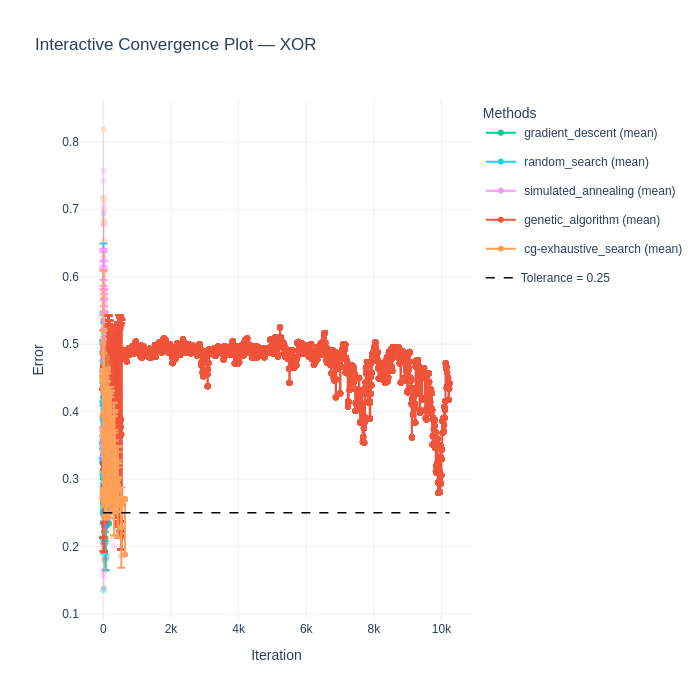 Interactive Convergence Plot — XOR
Methods
gradient_descent (mean)
random_search (mean)
simulated_annealing (mean)
genetic_algorithm (mean)
cg-exhaustive_search (mean)
Tolerance = 0.25
Error
0.8
0.7
0.6
0.5
0.4
0.3
0.2
0.1
0 2k 4k 6k 8k 10k
Iteration